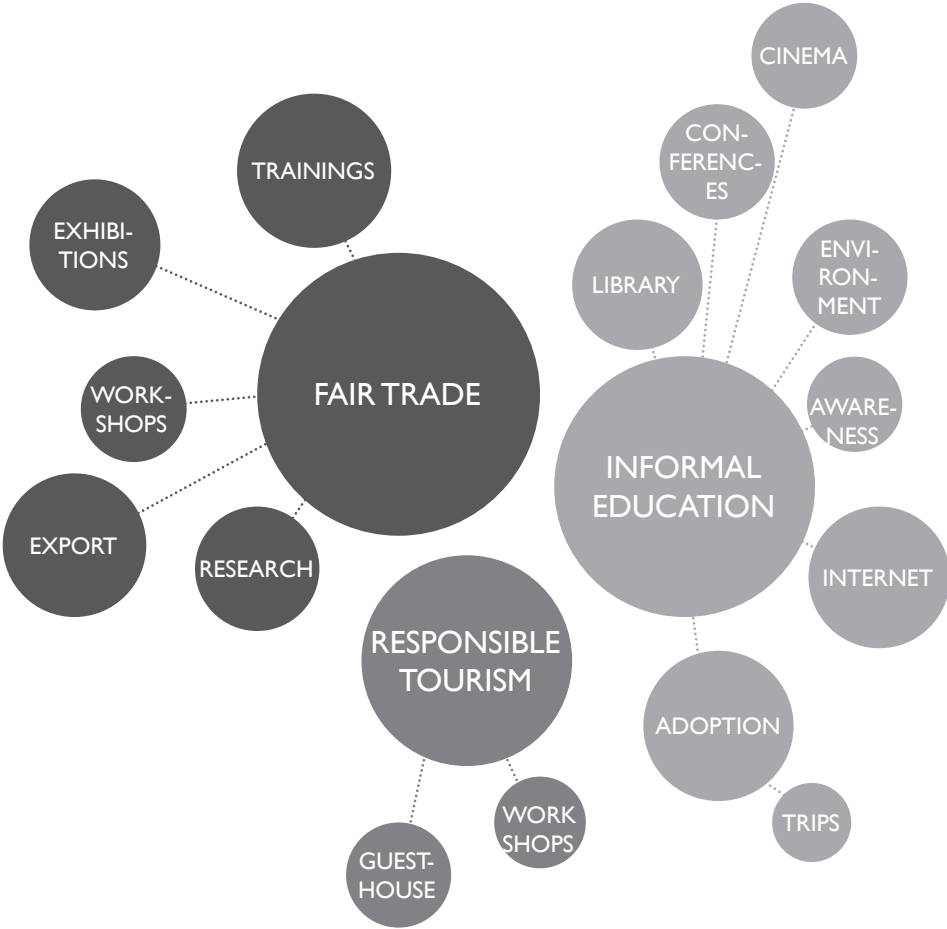 CINEMA
CON-
FERENC-
ES
TRAININGS
EXHIBI-
TIONS
LIBRARY
ENVI-
RON-
MENT
FAIR TRADE
WORK-
SHOPS
AWARE-
NESS
INFORMAL
EDUCATION
EXPORT
RESEARCH
INTERNET
RESPONSIBLE
TOURISM
ADOPTION
WORK
SHOPS
TRIPS
GUEST-
HOUSE